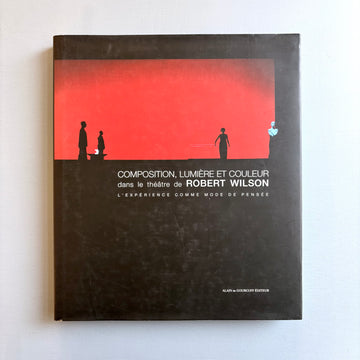 COMPOSITION, LUMIÈRE ET COULEUR
dans le théâtre de ROBERT WILSON
L'EXPÉRIENCE COMME MODE DE PENSÉE
ALAIN DE GOURCUFF ÉDITEUR